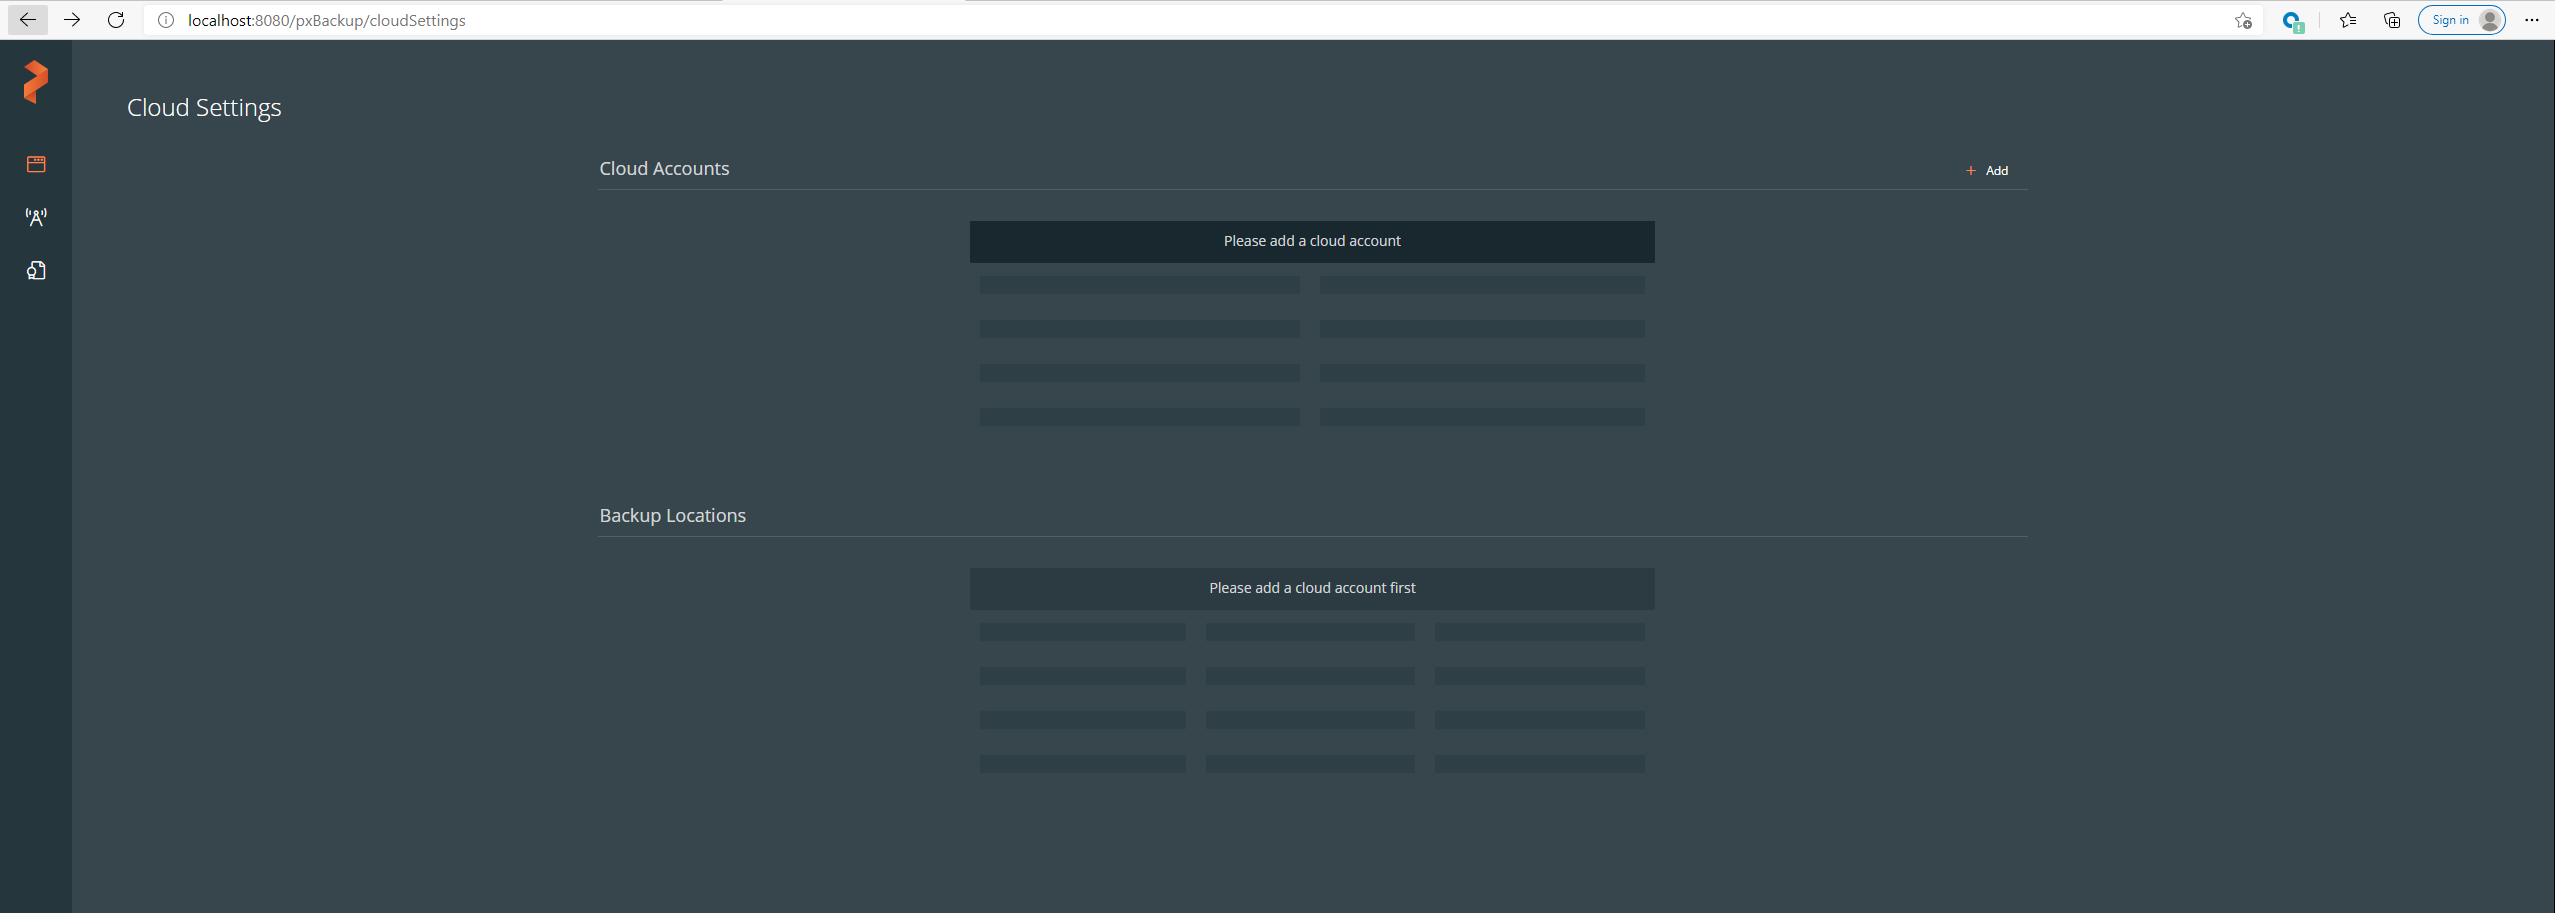 localhost:8080/pxBackup/cloudSettings
Sign in
Cloud Settings
Cloud Accounts
+ Add
Please add a cloud account
Backup Locations
Please add a cloud account first